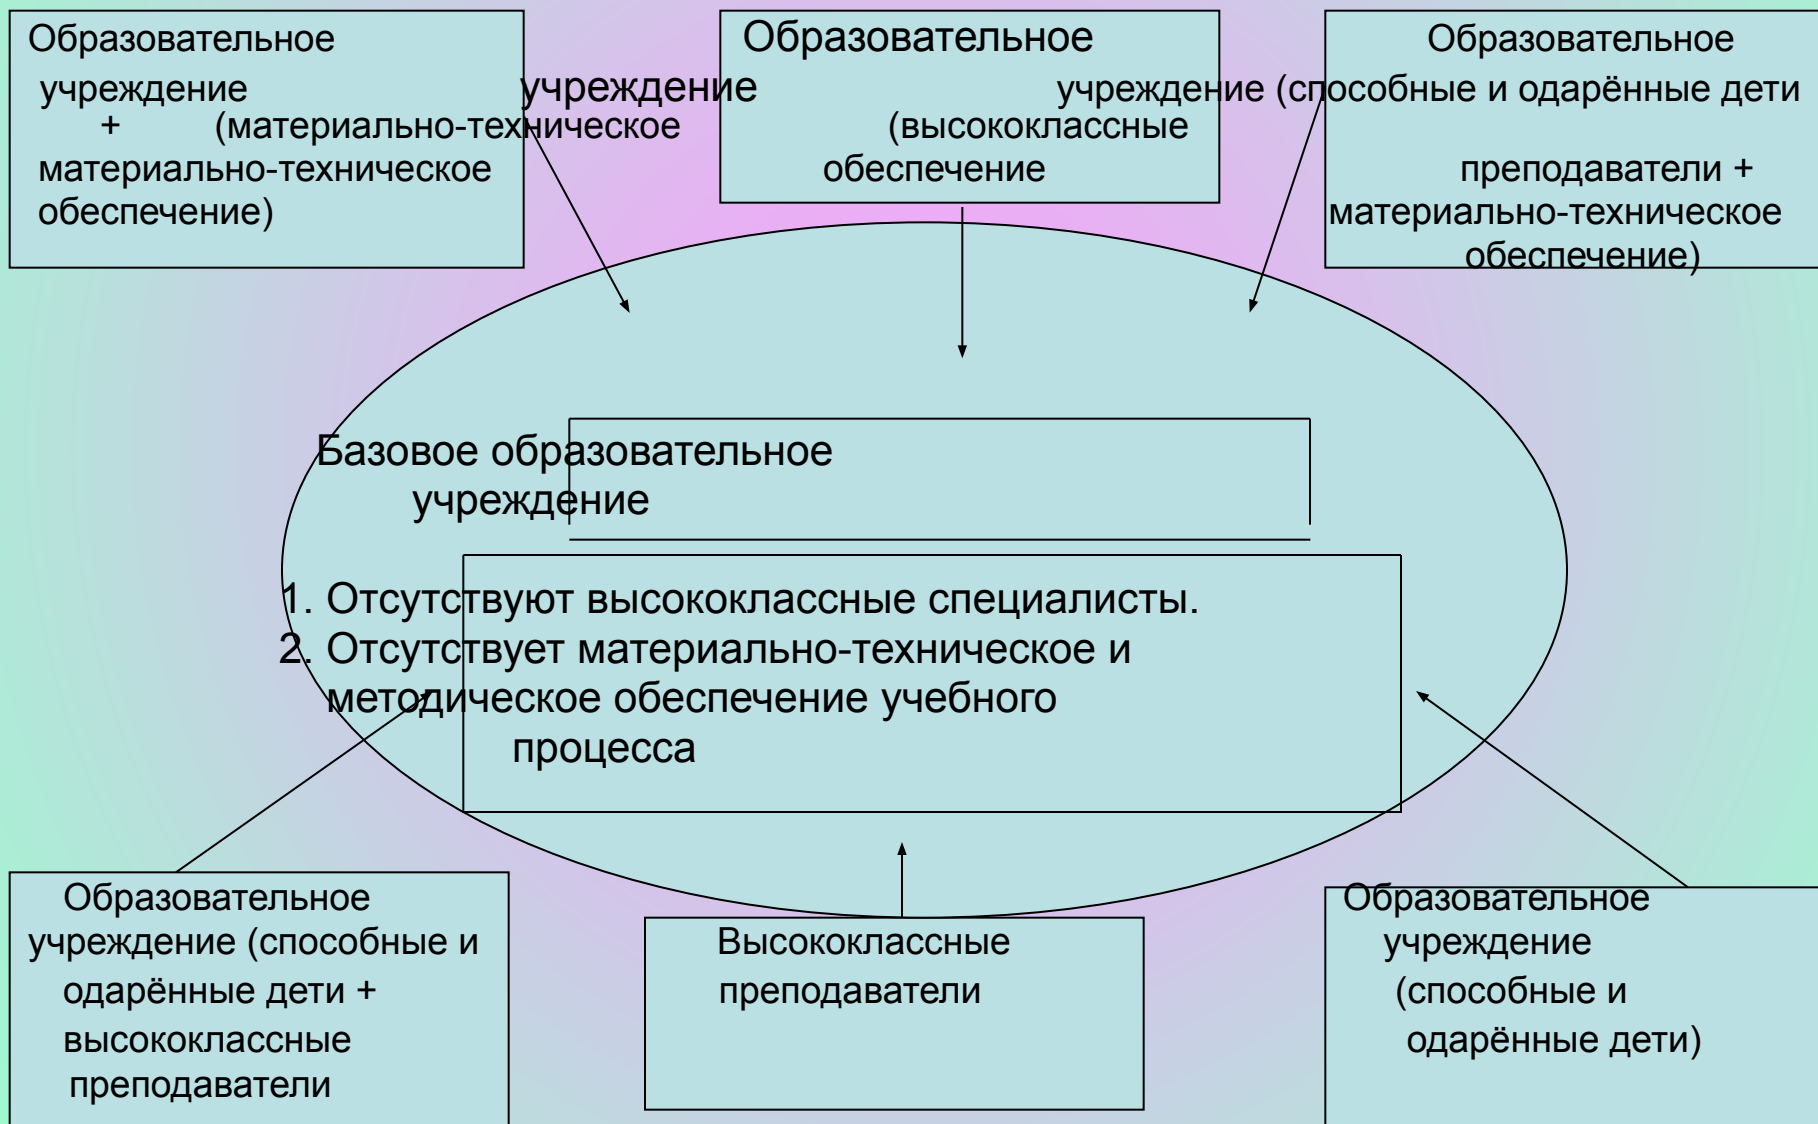 Образовательное
учреждение
+ (материально-техническое
материально-техническое
обеспечение)
Образовательное
учреждение
(высококлассные
обеспечение
Образовательное
учреждение (способные и одарённые дети
преподаватели +
материально-техническое
обеспечение)
Базовое образовательное
учреждение
1. Отсутствуют высококлассные специалисты.
2. Отсутствует материально-техническое и
методическое обеспечение учебного
процесса
Образовательное
учреждение (способные и
одарённые дети +
высококлассные
преподаватели
Высококлассные
преподаватели
Образовательное
учреждение
(способные и
одарённые дети)